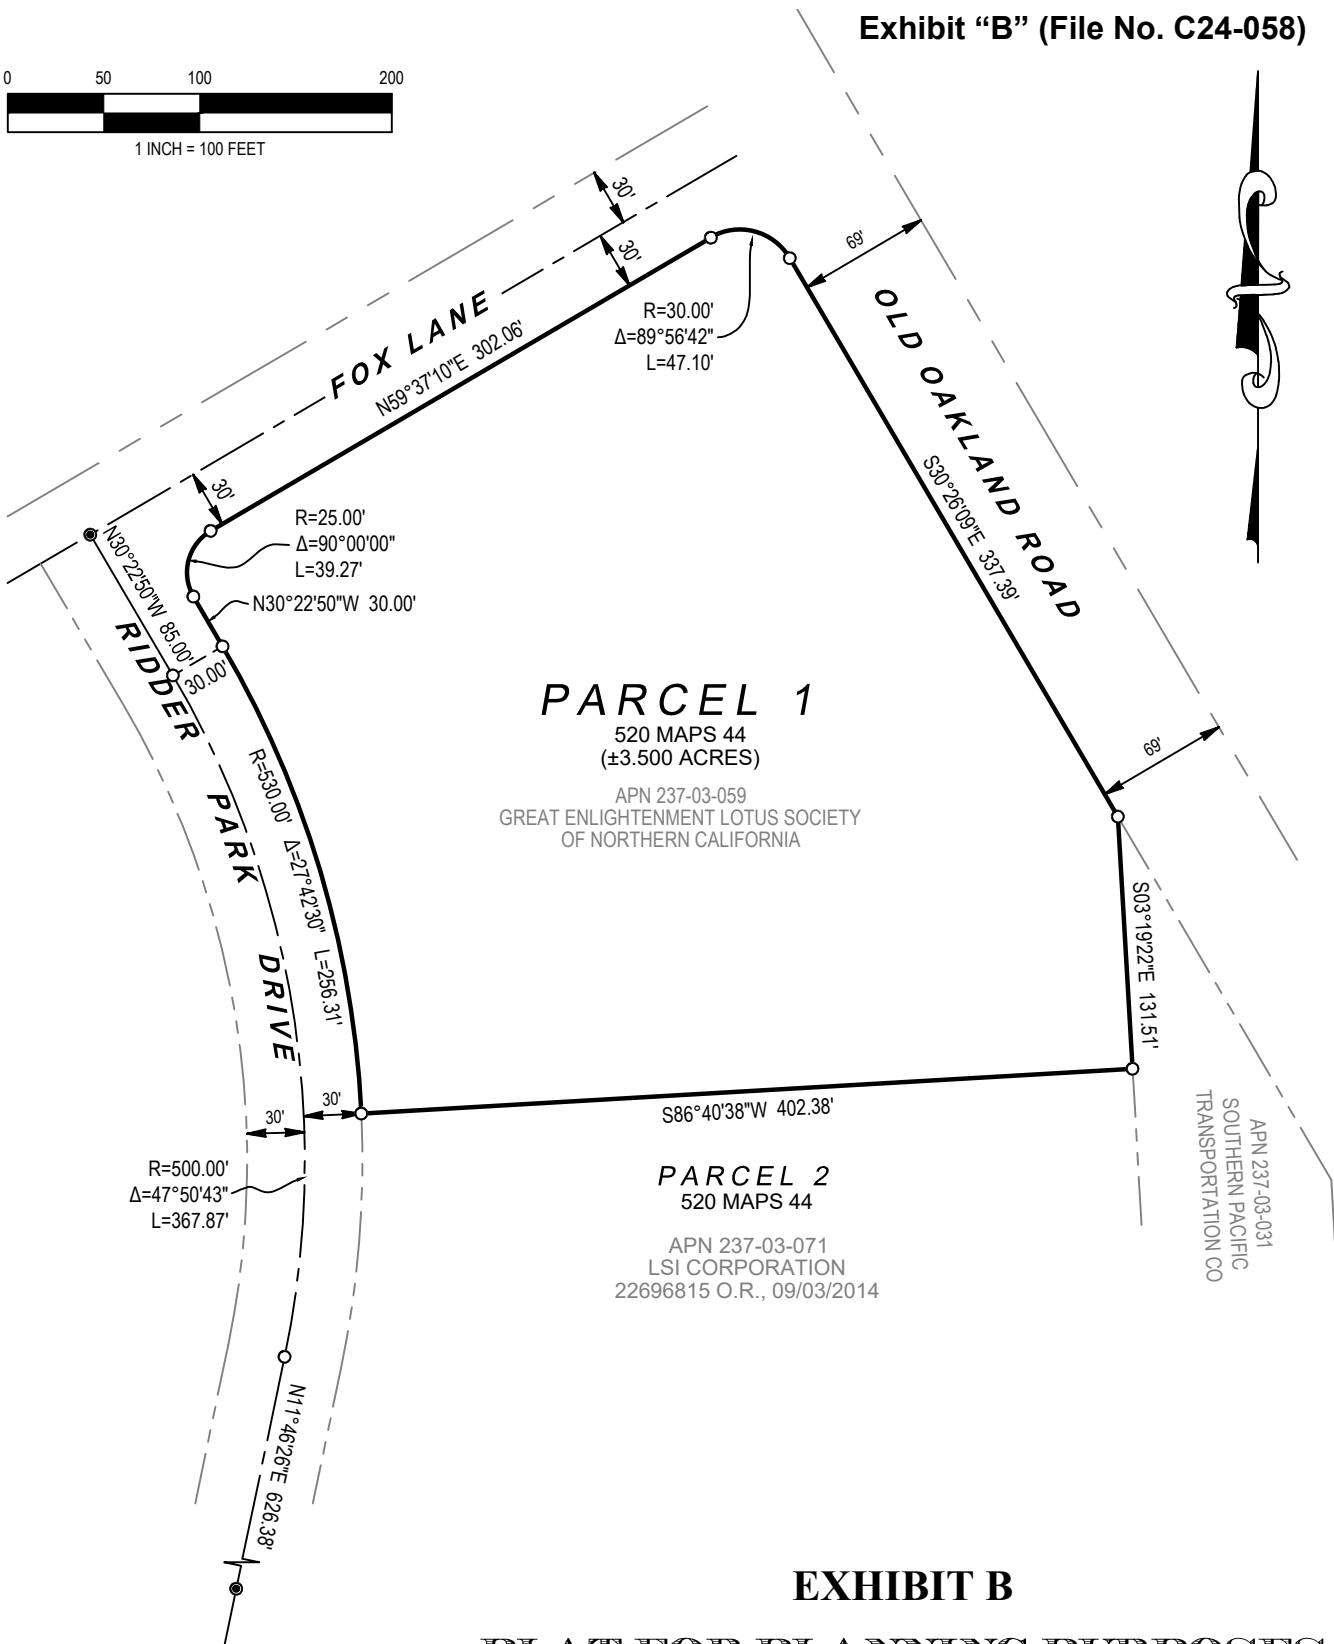 Exhibit “B” (File No. C24-058)
0 50 100 200
1 INCH = 100 FEET
30'
30'
69'
FOX LANE
N59°37'10"E 302.06'
R=30.00'
Δ=89°56'42"
L=47.10'
OLD OAKLAND ROAD
S30°26'09"E 337.39'
30'
R=25.00'
Δ=90°00'00"
L=39.27'
N30°22'50"W 30.00'
N30°22'50"W 85.00'
30.00'
RIDDER PARK DRIVE
R=530.00' Δ=27°42'30" L=256.31'
PARCEL 1
520 MAPS 44
(±3.500 ACRES)
APN 237-03-059
GREAT ENLIGHTENMENT LOTUS SOCIETY
OF NORTHERN CALIFORNIA
69'
S03°19'22"E 131.51'
30'
30'
S86°40'38"W 402.38'
R=500.00'
Δ=47°50'43"
L=367.87'
PARCEL 2
520 MAPS 44
APN 237-03-071
LSI CORPORATION
22696815 O.R., 09/03/2014
APN 237-03-031
SOUTHERN PACIFIC
TRANSPORTATION CO
N11°46'26"E 626.38'
EXHIBIT B
PLAT FOR PLANNING PURPOSES